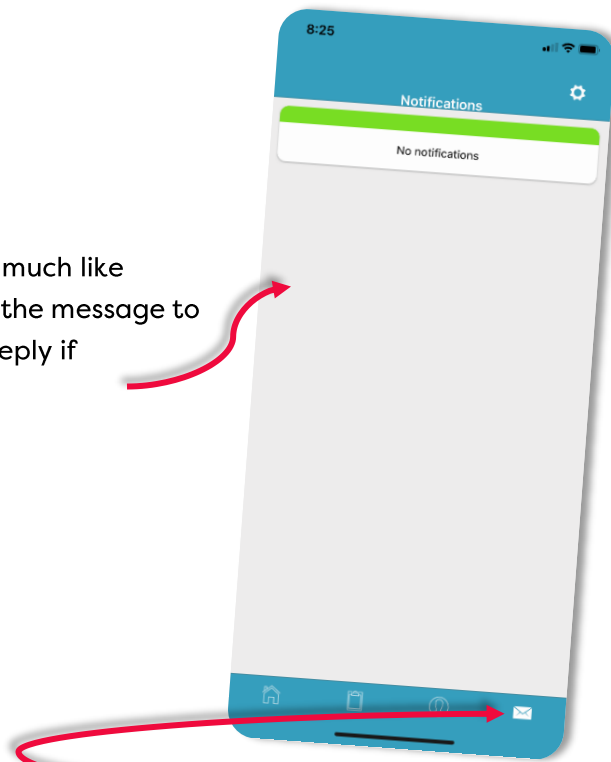 8:25
Notifications
No notifications
much like
the message to
eply if